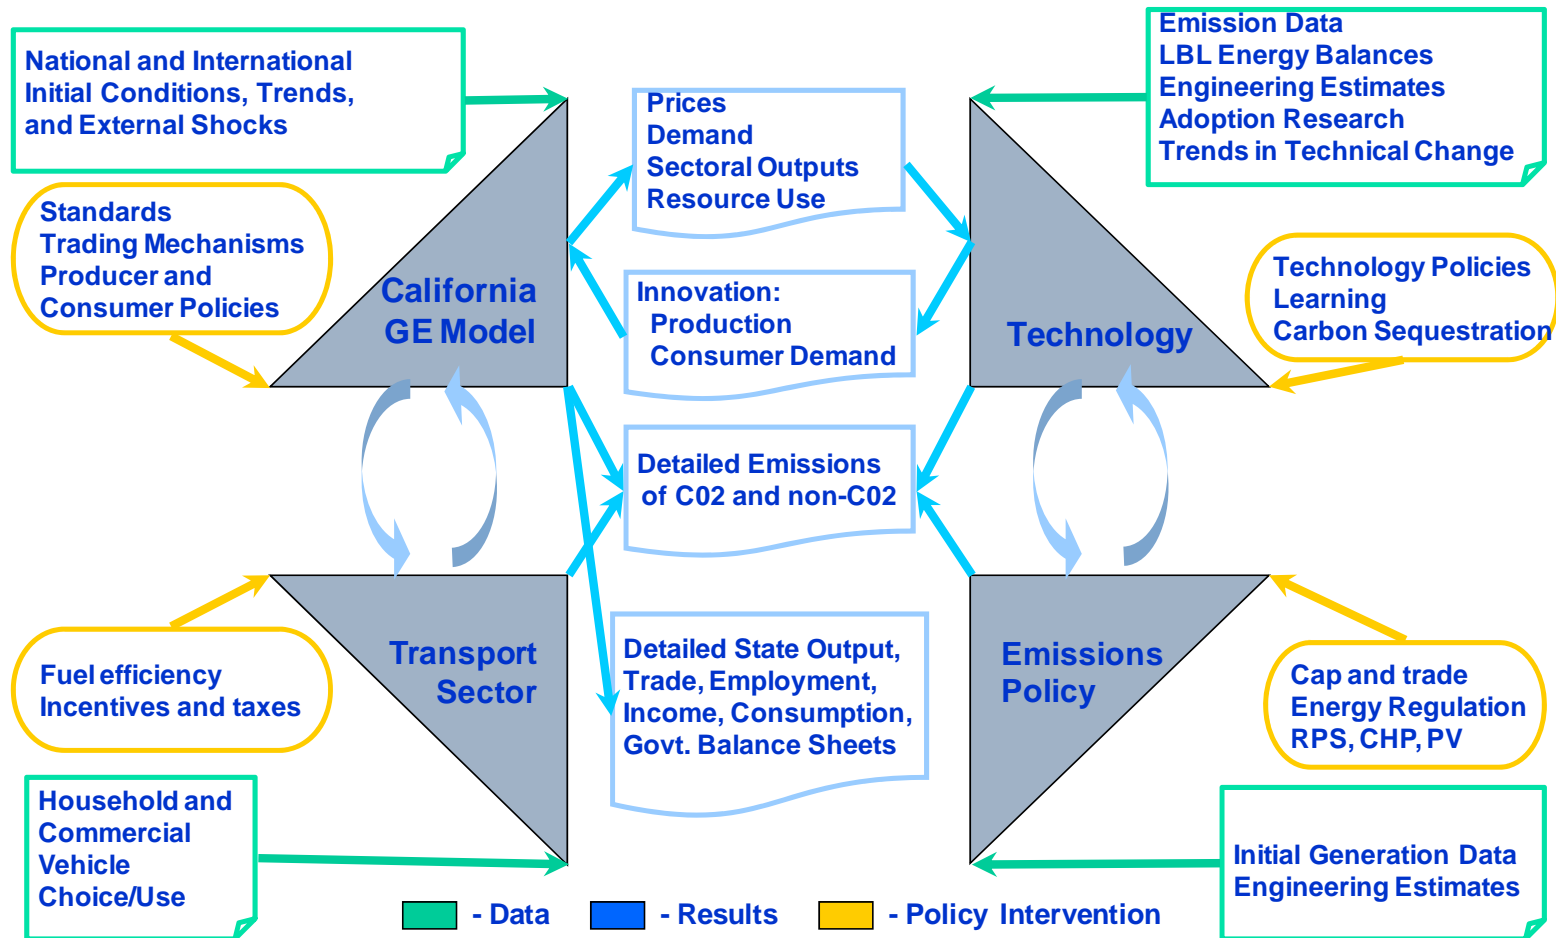 National and International
Initial Conditions, Trends,
and External Shocks
Emission Data
LBL Energy Balances
Engineering Estimates
Adoption Research
Trends in Technical Change
Prices
Demand
Sectoral Outputs
Resource Use
Standards
Trading Mechanisms
Producer and
Consumer Policies
California
GE Model
Innovation:
Production
Consumer Demand
Technology
Technology Policies
Learning
Carbon Sequestration
Detailed Emissions
of C02 and non-C02
Fuel efficiency
Incentives and taxes
Transport
Sector
Detailed State Output,
Trade, Employment,
Income, Consumption,
Govt. Balance Sheets
Emissions
Policy
Cap and trade
Energy Regulation
RPS, CHP, PV
Household and
Commercial
Vehicle
Choice/Use
Initial Generation Data
Engineering Estimates
- Data - Results - Policy Intervention